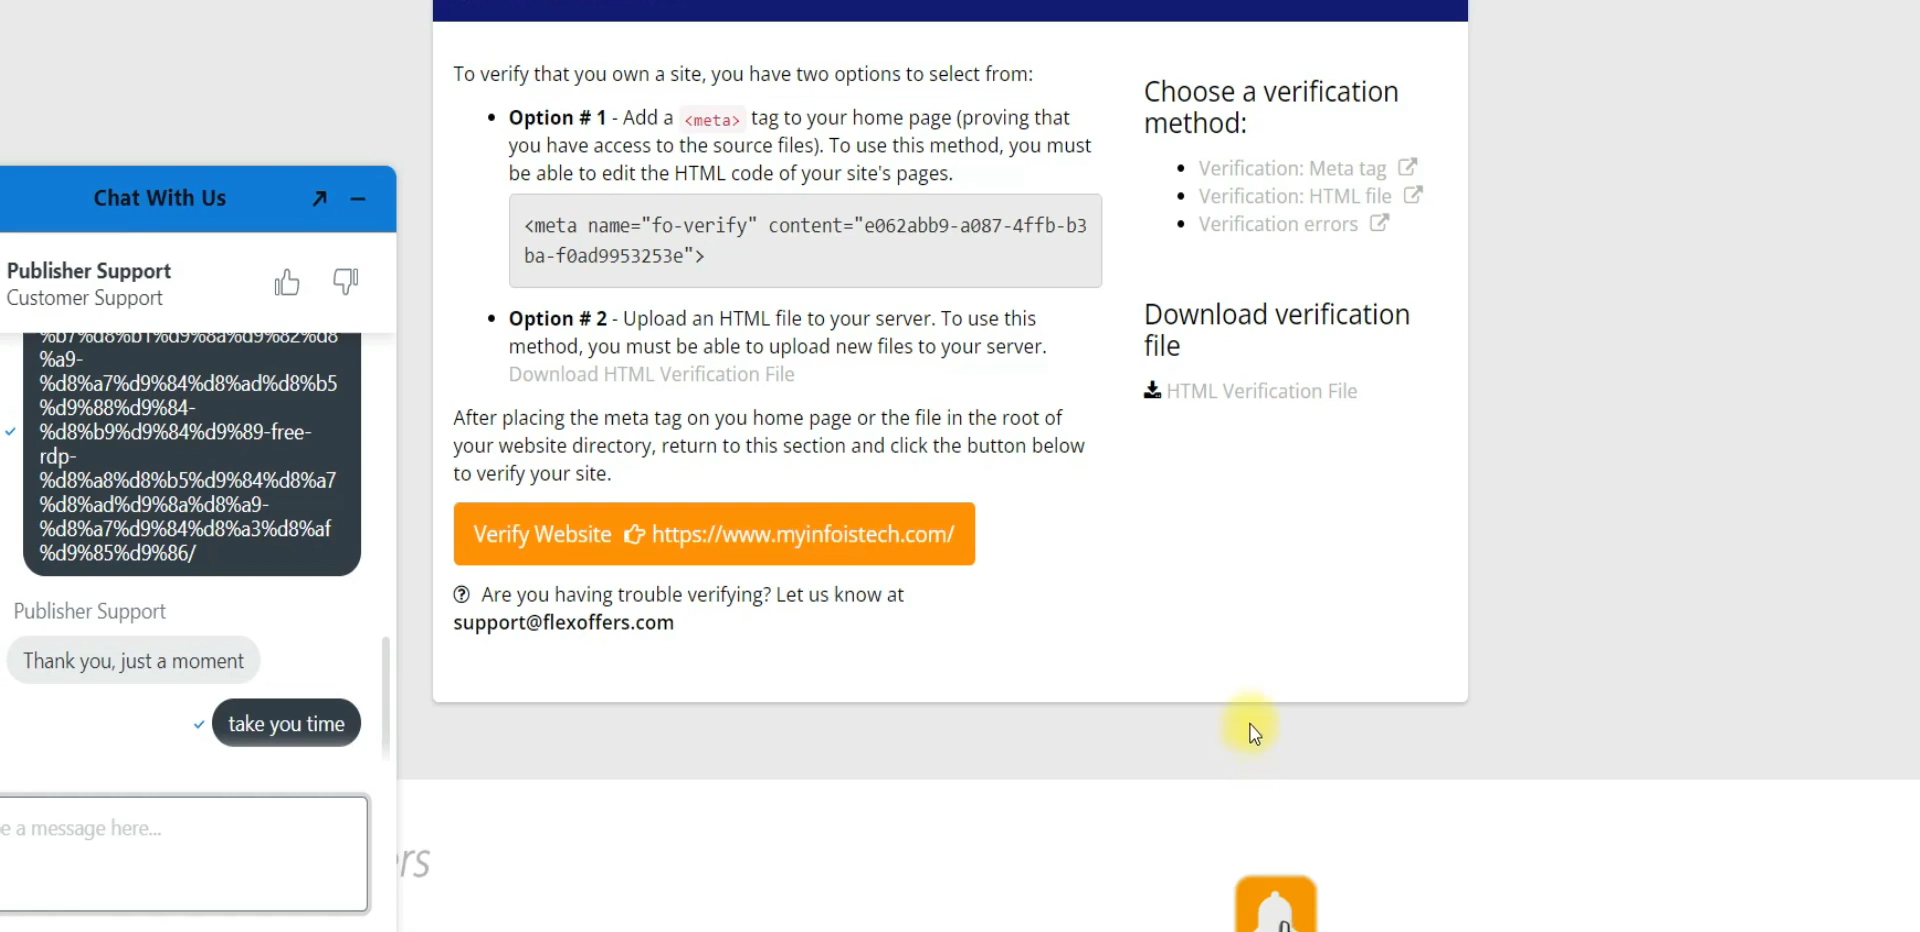 To verify that you own a site, you have two options to select from:
Option # 1 - Add a <meta> tag to your home page (proving that
you have access to the source files). To use this method, you must
be able to edit the HTML code of your site's pages.
<meta name="fo-verify" content="e062abb9-a087-4ffb-b3
ba-f0ad9953253e">
Option # 2 - Upload an HTML file to your server. To use this
method, you must be able to upload new files to your server.
Download HTML Verification File
After placing the meta tag on you home page or the file in the root of
your website directory, return to this section and click the button below
to verify your site.
Verify Website https://www.myinfoistech.com/
Are you having trouble verifying? Let us know at
support@flexoffers.com
Choose a verification
method:
Verification: Meta tag
Verification: HTML file
Verification errors
Download verification
file
HTML Verification File
Chat With Us
Publisher Support
Customer Support
%b7%d8%b1%d9%8a%d9%82%d8
%a9-
%d8%a7%d9%84%d8%ad%d8%b5
%d9%88%d9%84-
%d8%b9%d9%84%d9%89-free-
rdp-
%d8%a8%d8%b5%d9%84%d8%a7
%d8%ad%d9%8a%d8%a9-
%d8%a7%d9%84%d8%a3%d8%af
%d9%85%d9%86/
Publisher Support
Thank you, just a moment
take you time
e a message here...
ers